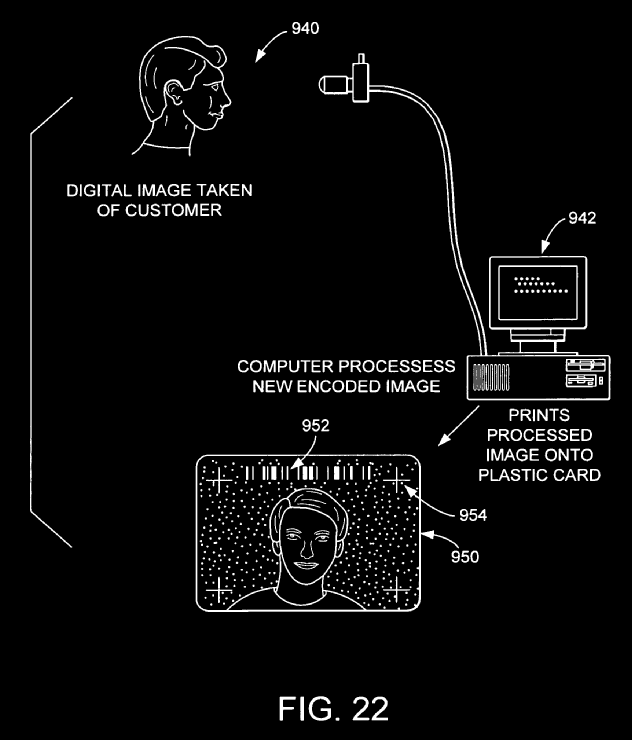 940
DIGITAL IMAGE TAKEN
OF CUSTOMER
942
COMPUTER PROCESSESS
NEW ENCODED IMAGE
PRINTS
PROCESSED
IMAGE ONTO
PLASTIC CARD
952
954
950
FIG. 22